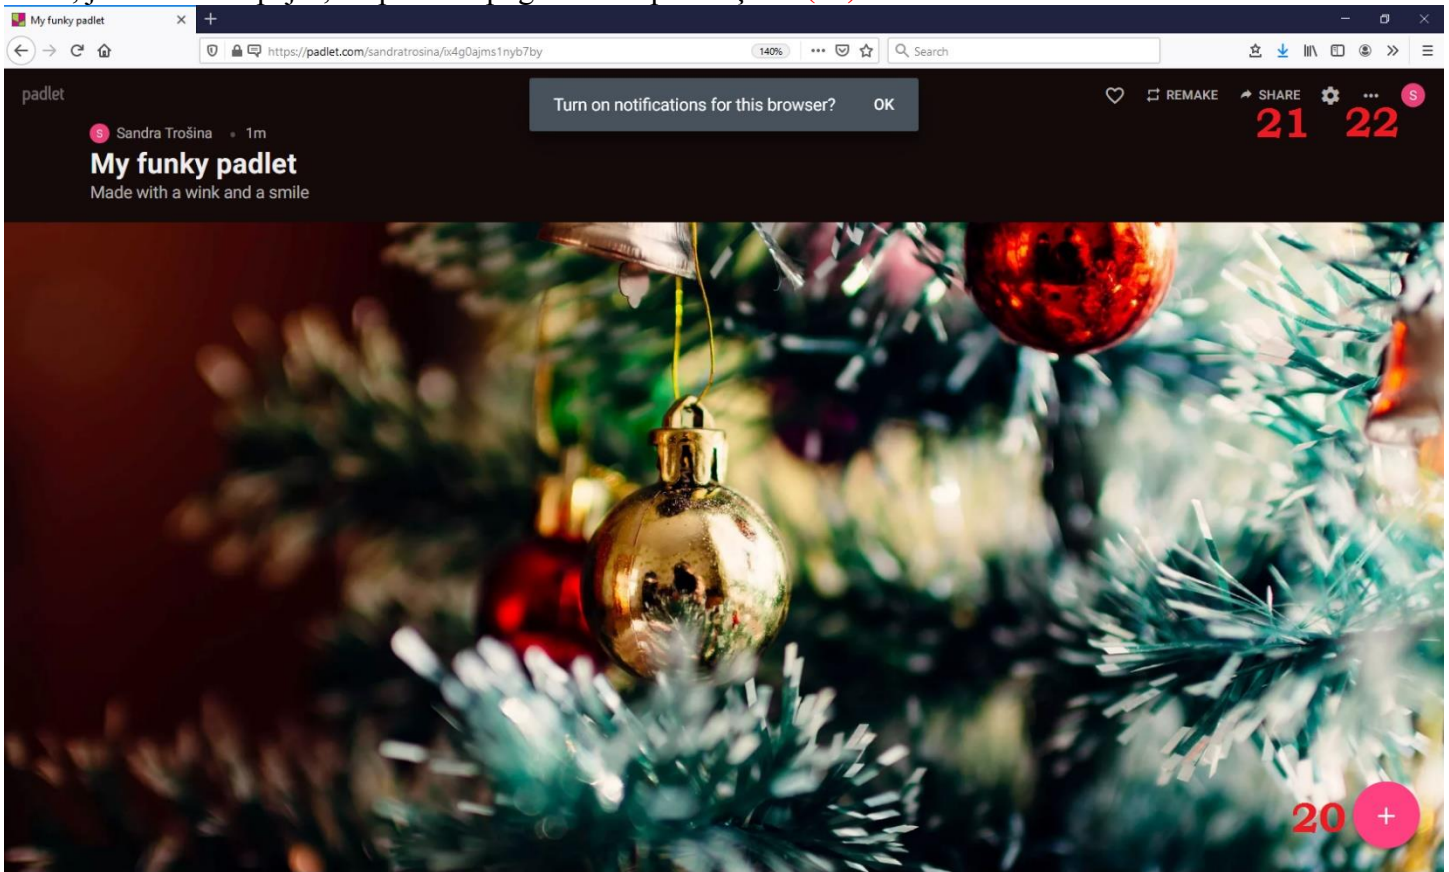 My funky padlet
https://padlet.com/sandratrosina/ix4g0ajms1nyb7by 140% Search
padlet
Turn on notifications for this browser? OK
REMAKE SHARE S
21 22
S Sandra Trošina • 1m
My funky padlet
Made with a wink and a smile
20 +